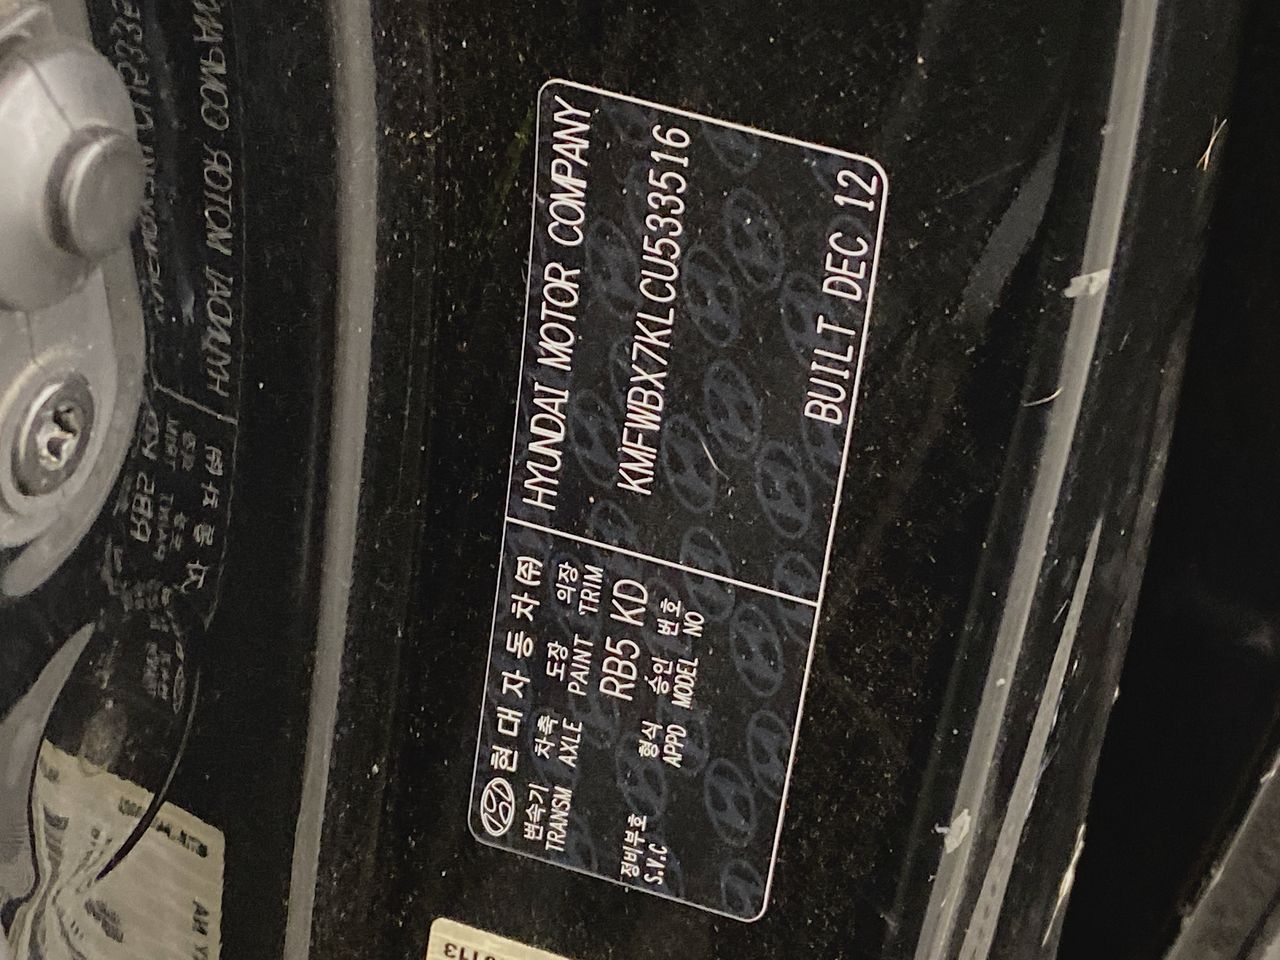 현대자동차(주) HYUNDAI MOTOR COMPANY
변속기 차축 도장 의장
TRANSM AXLE PAINT TRIM
RB5 KD
KMFWBX7KLCU533516
정비부호 형식 승인 번호
S.V.C APPD MODEL NO
BUILT DEC 12
6113